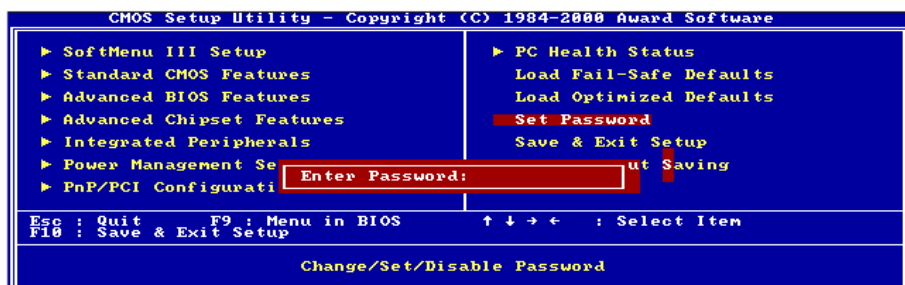 CMOS Setup Utility - Copyright (C) 1984-2000 Award Software
► SoftMenu III Setup
► Standard CMOS Features
► Advanced BIOS Features
► Advanced Chipset Features
► Integrated Peripherals
► Power Management Se
► PnP/PCI Configurati
► PC Health Status
Load Fail-Safe Defaults
Load Optimized Defaults
Set Password
Save & Exit Setup
ut Saving
Enter Password:
Esc : Quit F9 : Menu in BIOS ↑ ↓ → ← : Select Item
F10 : Save & Exit Setup
Change/Set/Disable Password